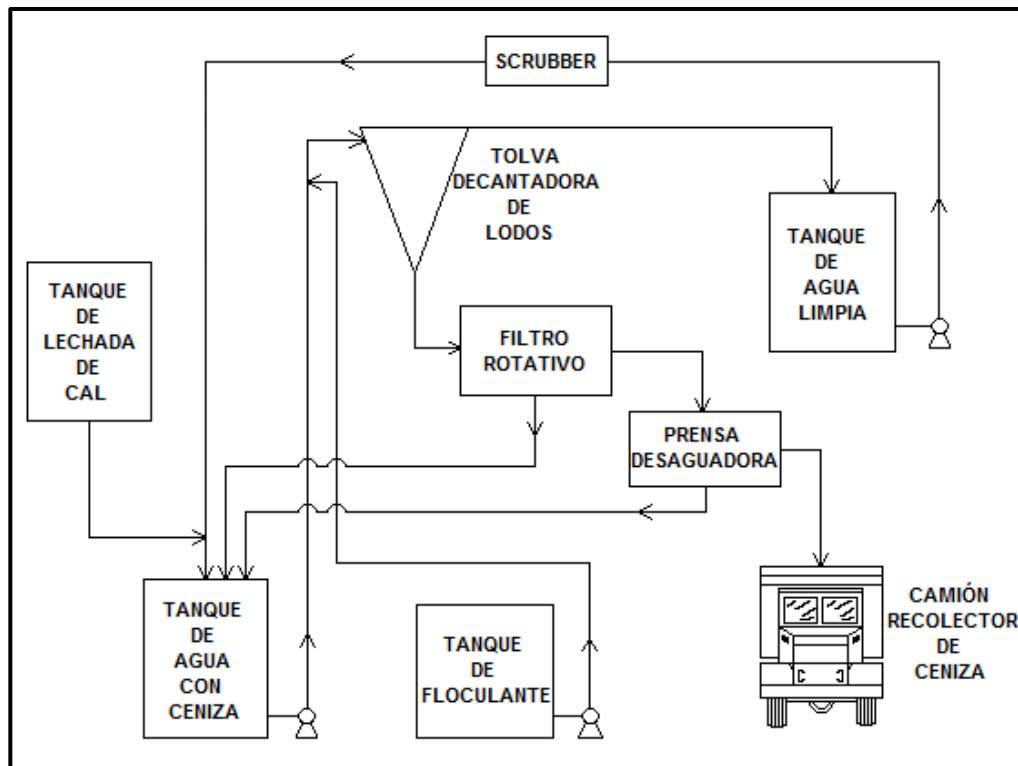 SCRUBBER
TOLVA
DECANTADORA
DE
LODOS
TANQUE
DE
AGUA
LIMPIA
TANQUE
DE
LECHADA
DE
CAL
FILTRO
ROTATIVO
PRENSA
DESAGUADORA
TANQUE
DE
AGUA
CON
CENIZA
TANQUE
DE
FLOCULANTE
CAMIÓN
RECOLECTOR
DE
CENIZA